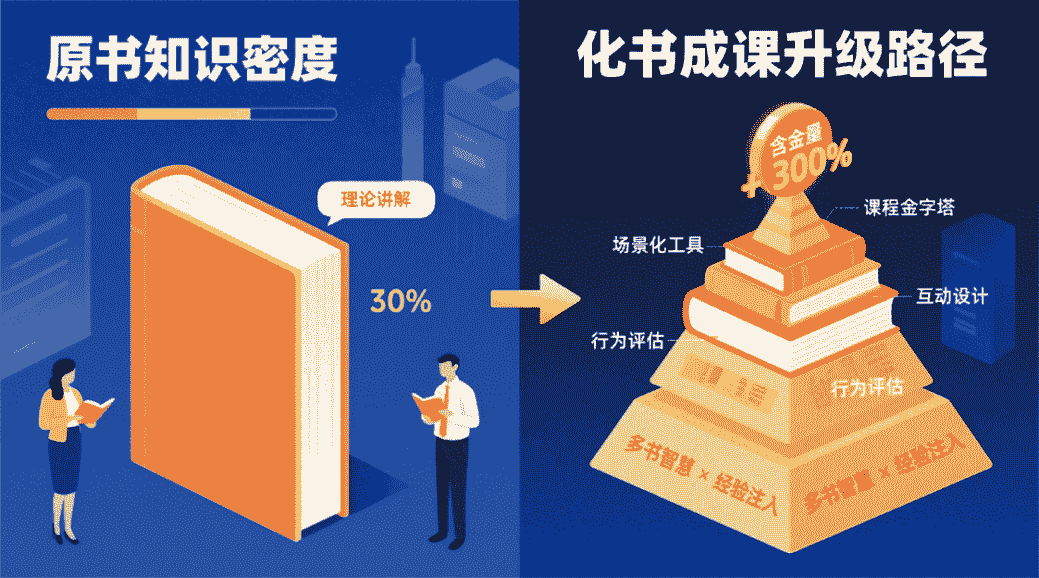 原书知识密度
理论讲解
30%
化书成课升级路径
含金量
+300%
课程金字塔
场景化工具
互动设计
行为评估
行为评估
多书智慧 × 经验注入
多书智量 × 经验注入